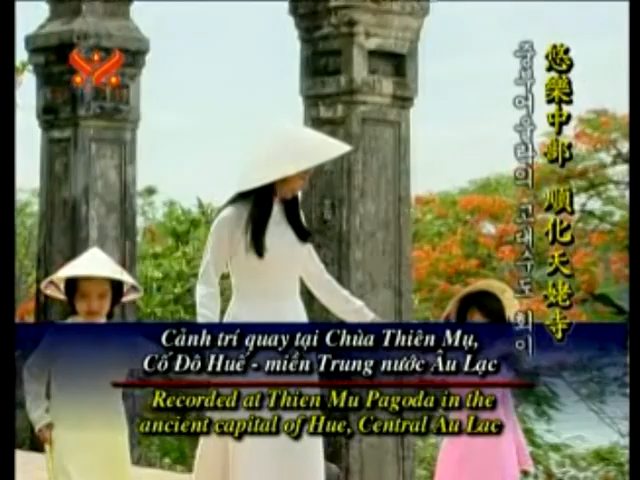 悠樂中部 順化天姥寺
중부어울락의 고대수도 회이
Cảnh trí quay tại Chùa Thiên Mụ,
Cố Đô Huế - miền Trung nước Âu Lạc
Recorded at Thien Mu Pagoda in the
ancient capital of Hue, Central Au Lac